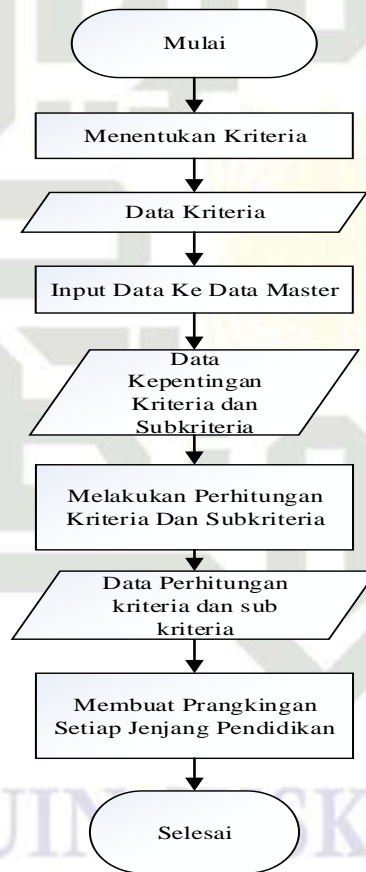 Mulai
Menentukan Kriteria
Data Kriteria
Input Data Ke Data Master
Data
Kepentingan
Kriteria dan
Subkriteria
Melakukan Perhitungan
Kriteria Dan Subkriteria
Data Perhitungan
kriteria dan sub
kriteria
Membuat Prangkingan
Setiap Jenjang Pendidikan
Selesai
UIN